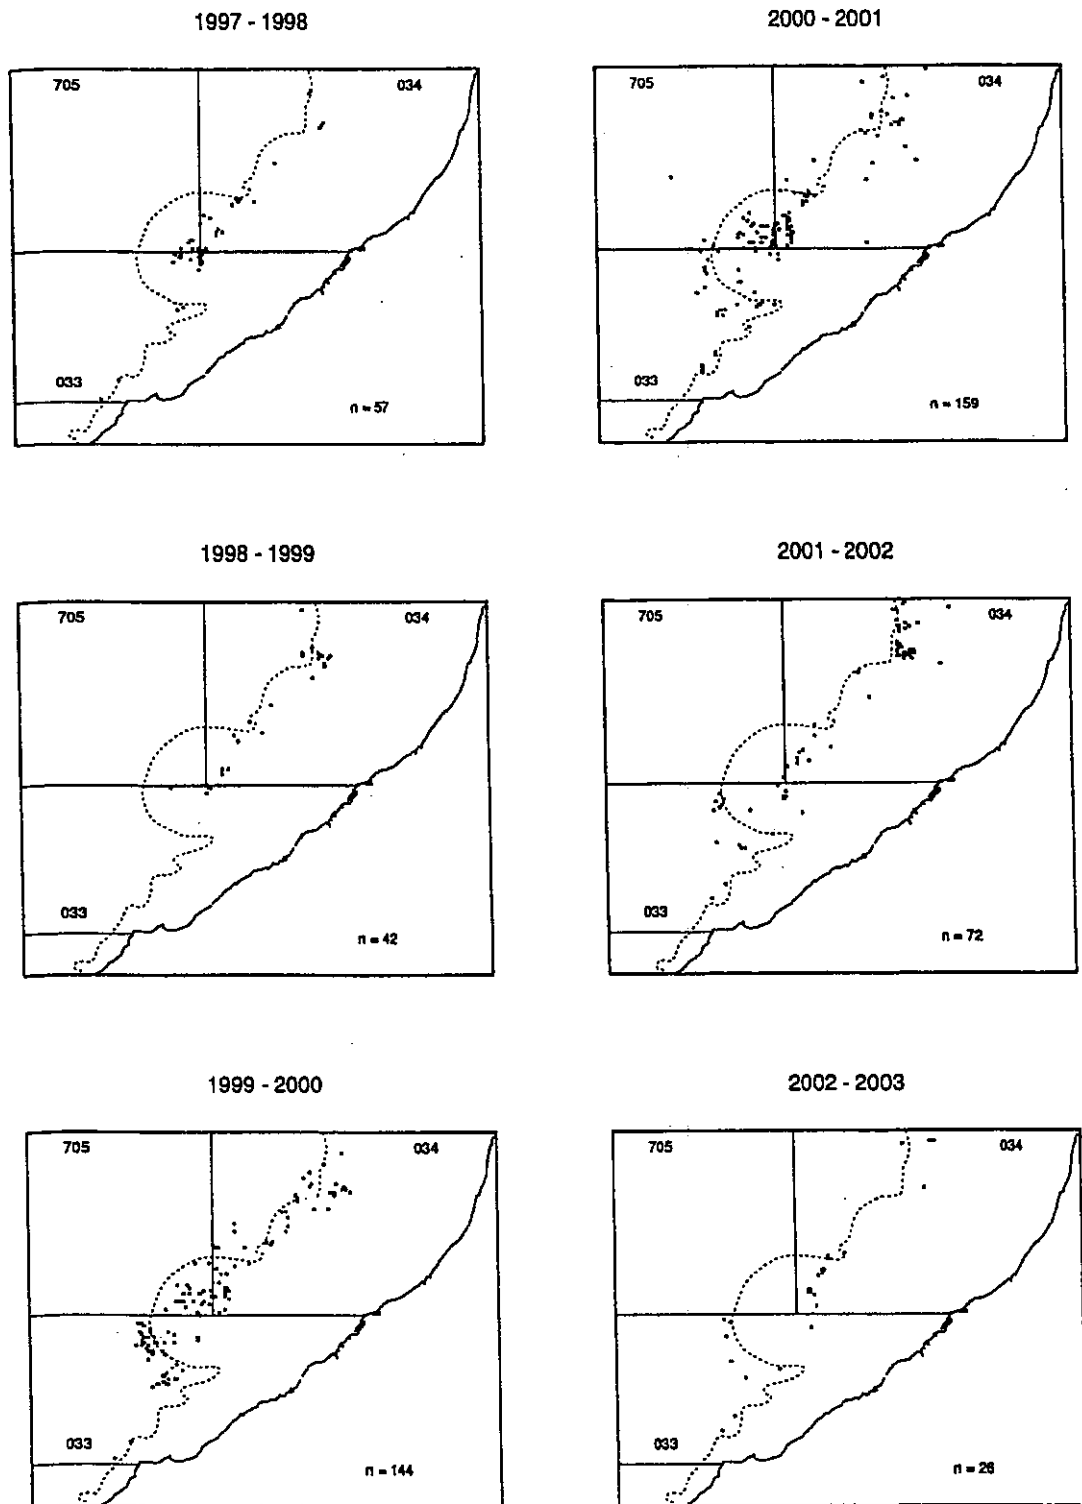 1997 - 1998
705
034
033
n = 57
2000 - 2001
705
034
033
n = 159
1998 - 1999
705
034
033
n = 42
2001 - 2002
705
034
033
n = 72
1999 - 2000
705
034
033
n = 144
2002 - 2003
705
034
033
n = 26